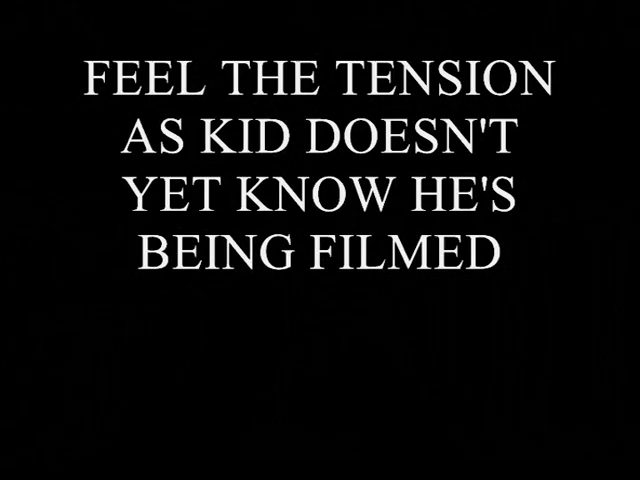 FEEL THE TENSION
AS KID DOESN'T
YET KNOW HE'S
BEING FILMED